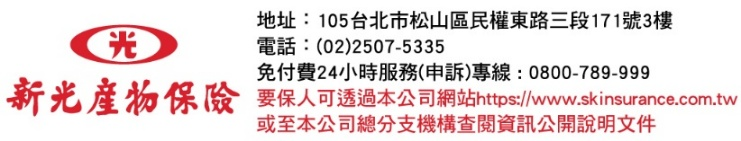 光
新光產物保險
地址：105台北市松山區民權東路三段171號3樓
電話：(02)2507-5335
免付費24小時服務(申訴)專線：0800-789-999
要保人可透過本公司網站https://www.skinsurance.com.tw
或至本公司總分支機構查閱資訊公開說明文件